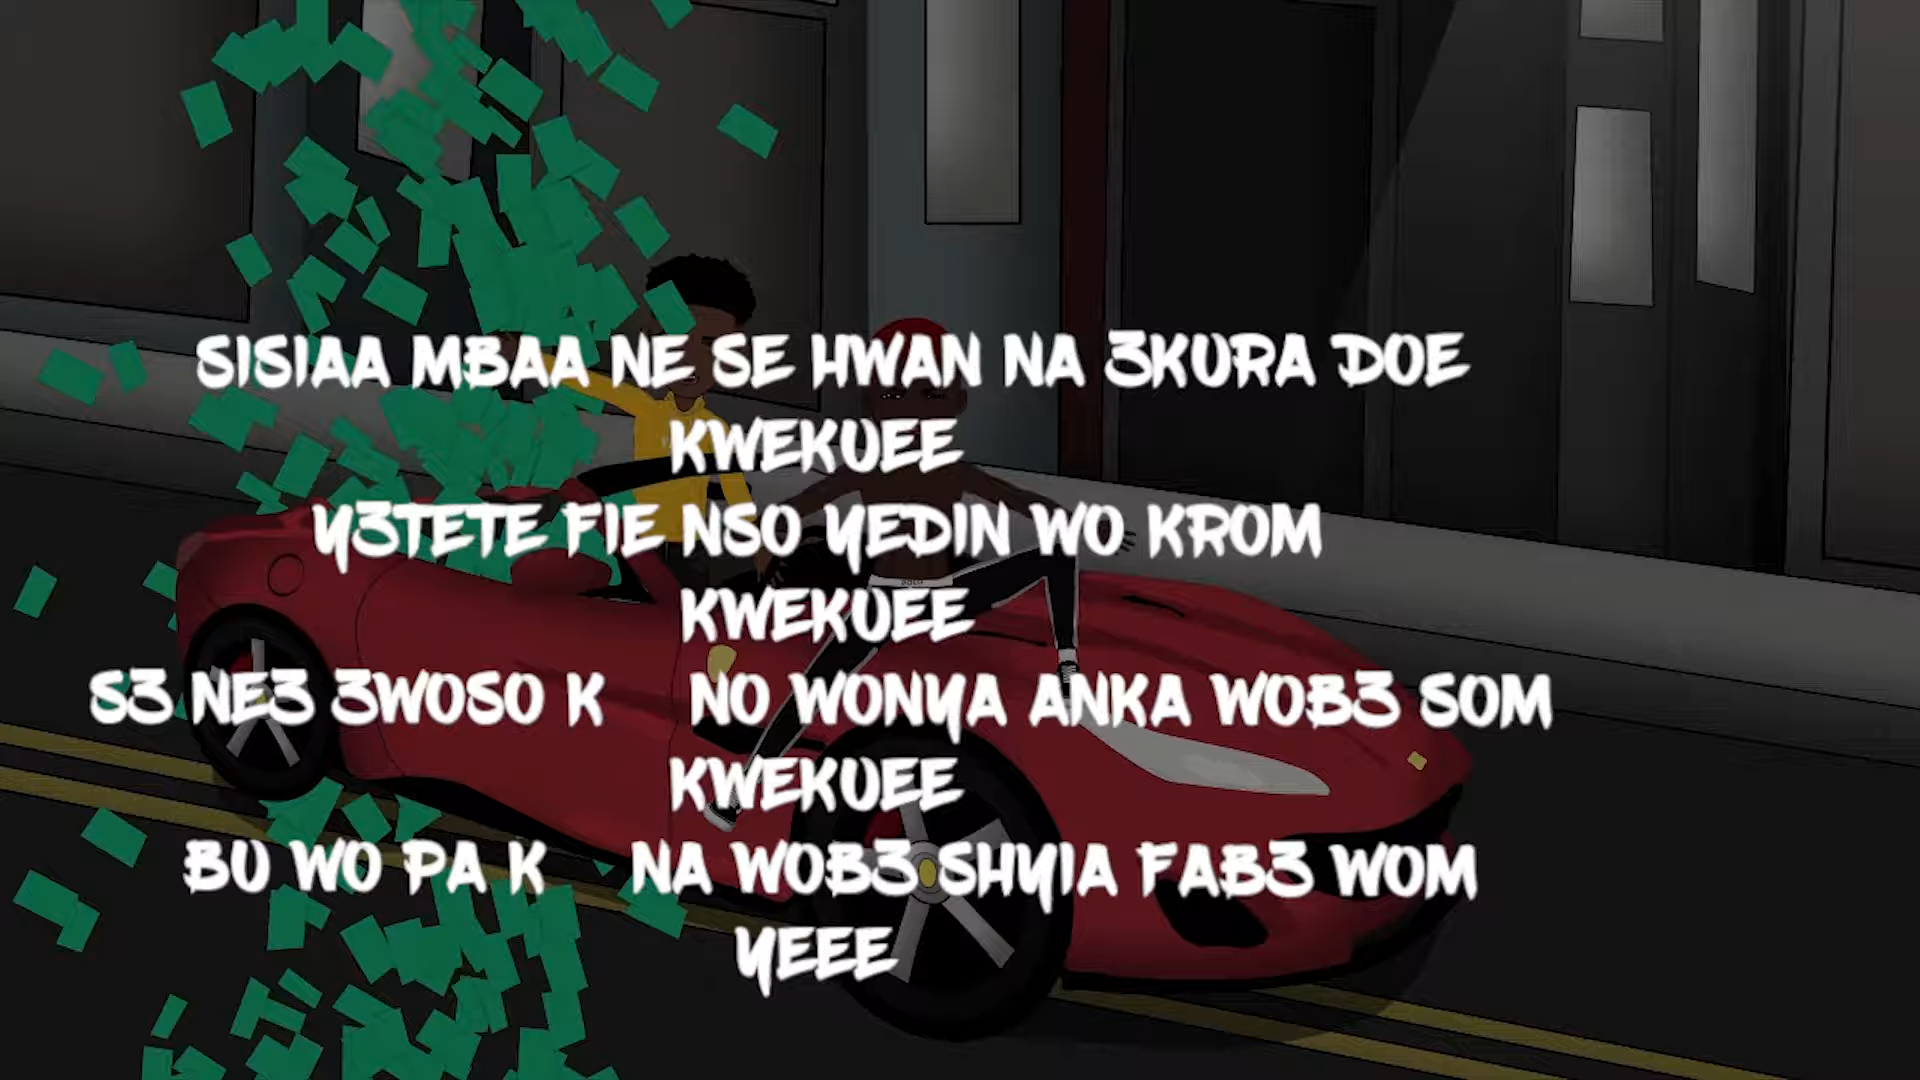 SISIAA MBAA NE SE HWAN NA 3KURA DOE
KWEKUEE
Y3TETE FIE NSO YEDIN WO KROM
KWEKUEE
S3 NE3 3WOSO K NO WONYA ANKA WOB3 SOM
KWEKUEE
BU WO PA K NA WOB3 SHYIA FAB3 WOM
YEEE